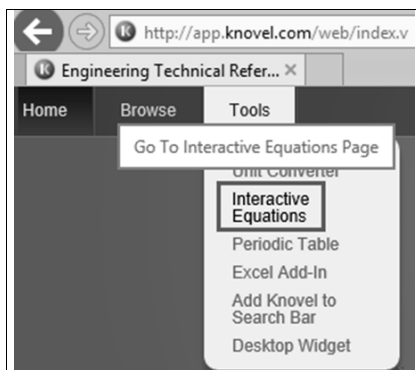 http://app.knovel.com/web/index.v
Engineering Technical Refer... ×
Home Browse Tools
Go To Interactive Equations Page
Unit Converter
Interactive
Equations
Periodic Table
Excel Add-In
Add Knovel to
Search Bar
Desktop Widget